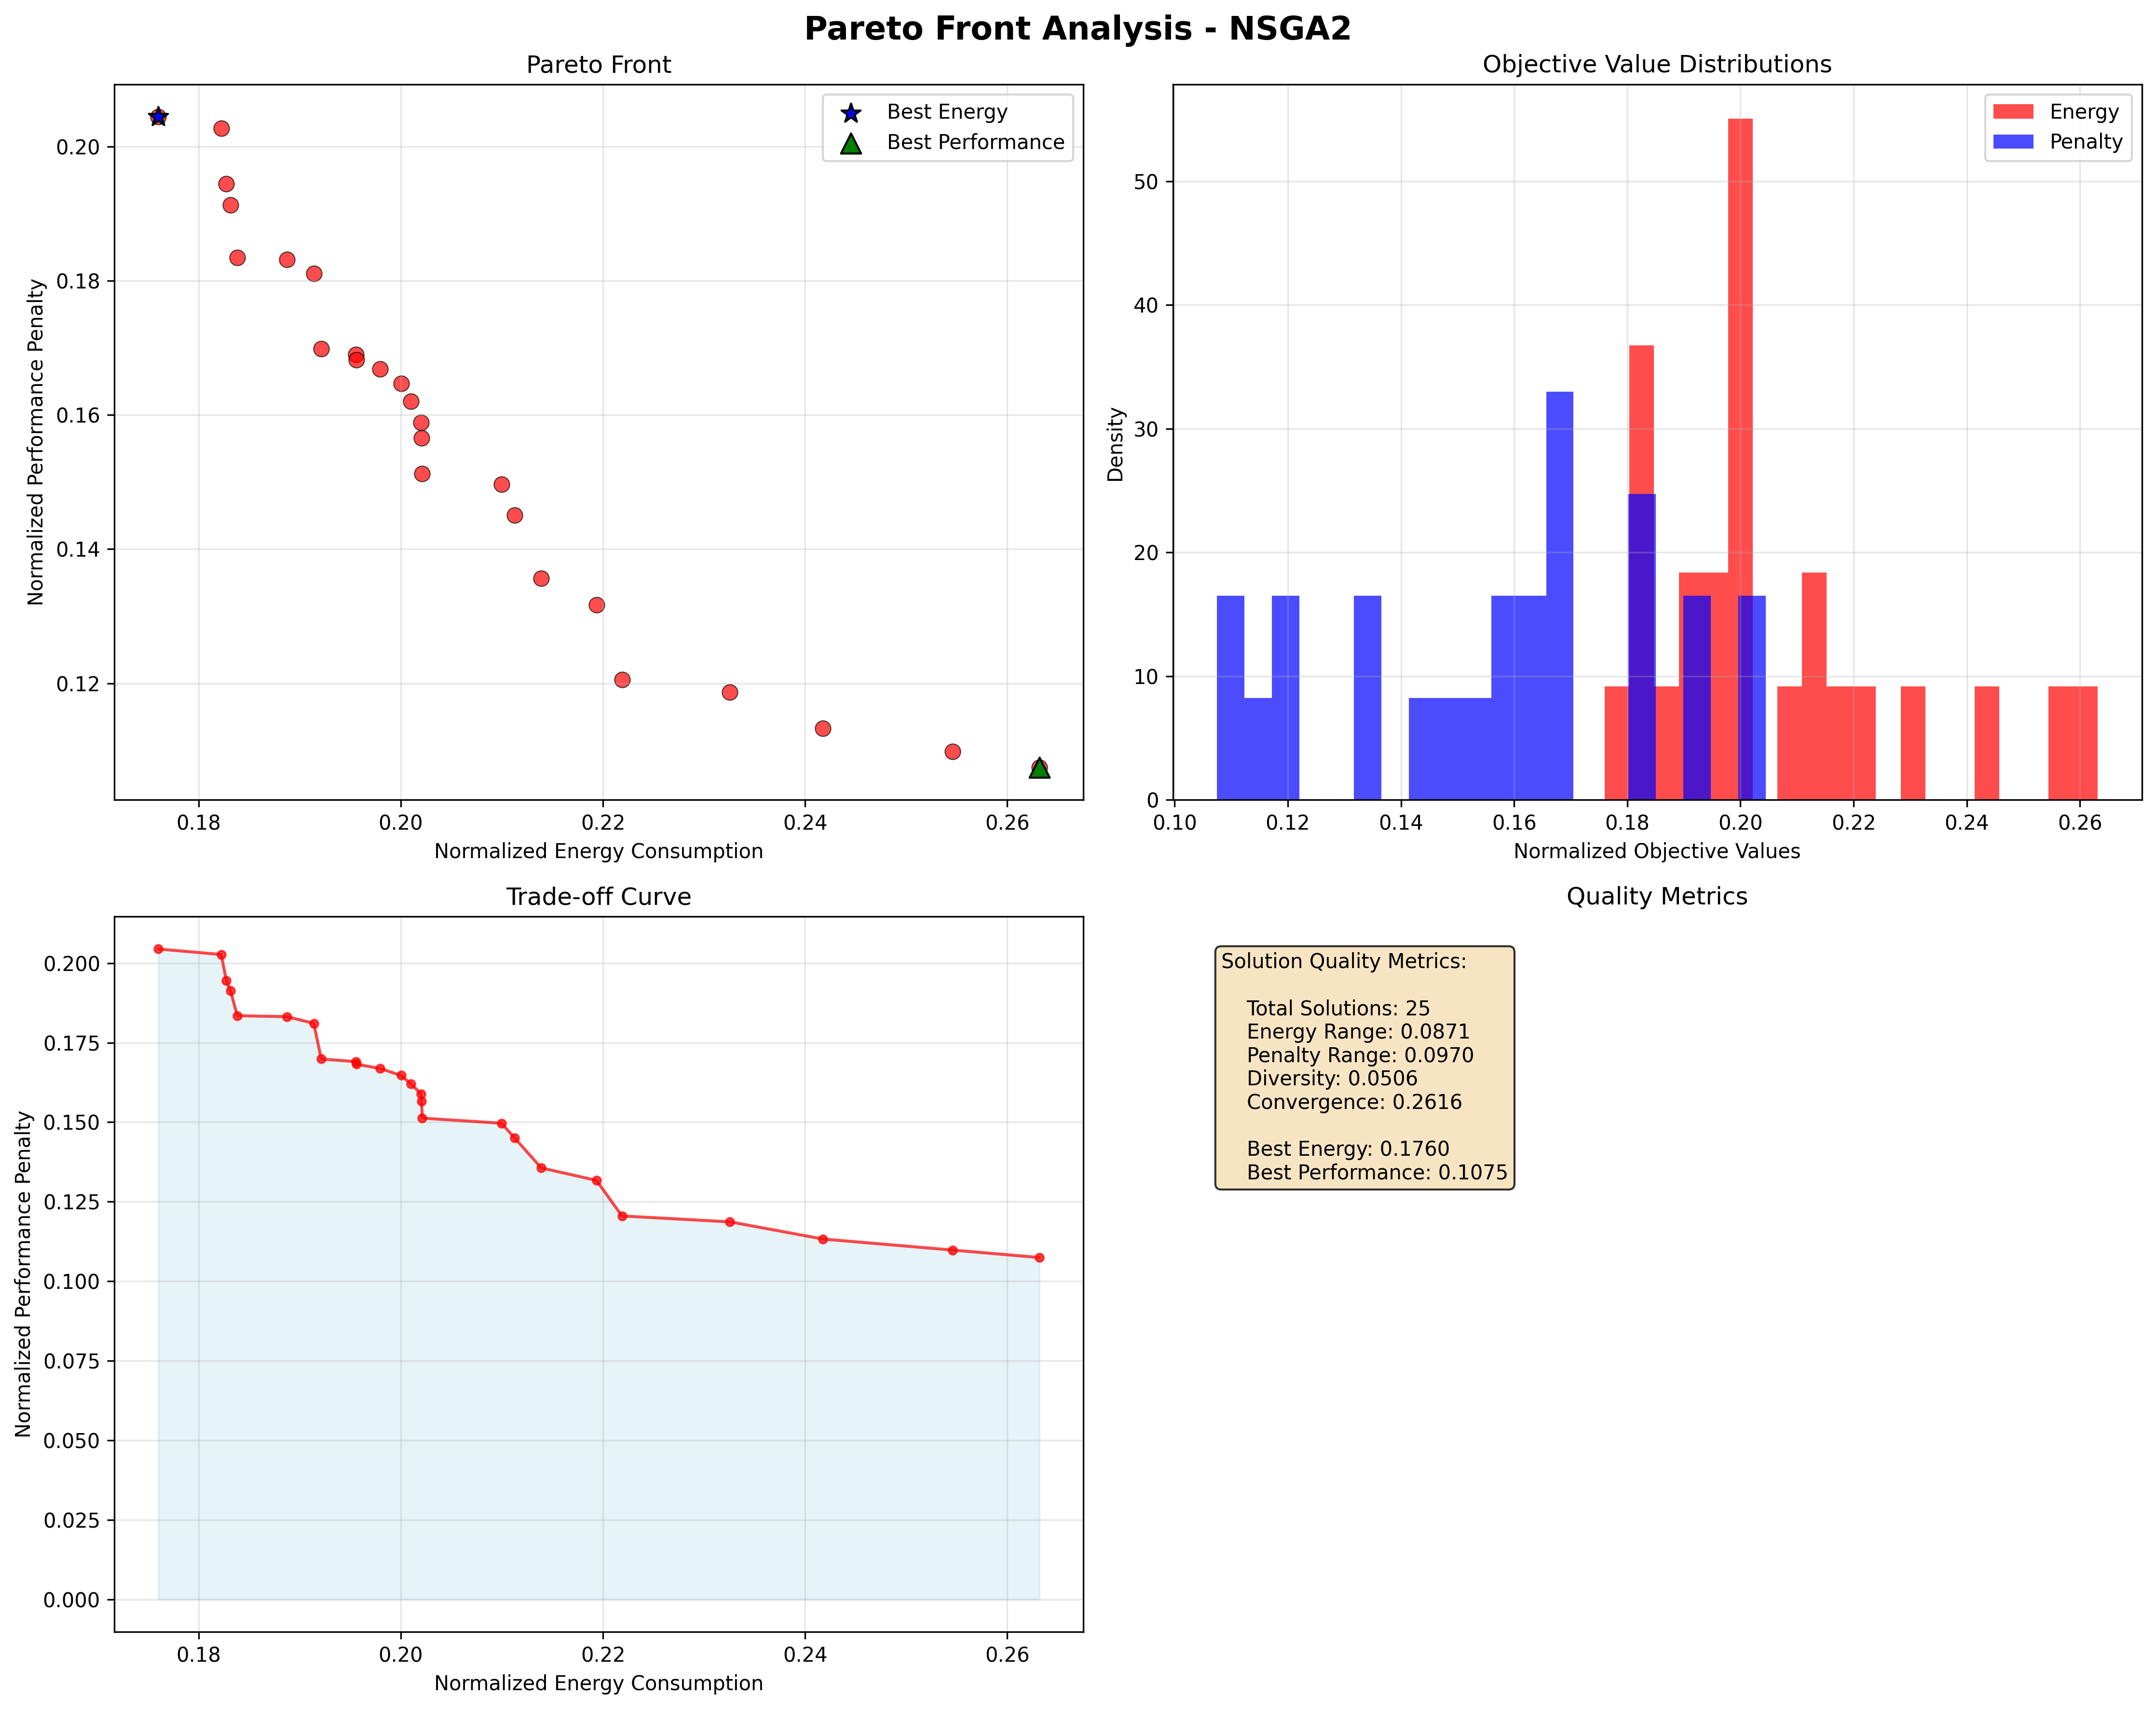 Pareto Front Analysis - NSGA2
Pareto Front
Normalized Performance Penalty
0.20
0.18
0.16
0.14
0.12
Best Energy
Best Performance
0.18 0.20 0.22 0.24 0.26
Normalized Energy Consumption
Objective Value Distributions
Density
50
40
30
20
10
0
Energy
Penalty
0.10 0.12 0.14 0.16 0.18 0.20 0.22 0.24 0.26
Normalized Objective Values
Trade-off Curve
Normalized Performance Penalty
0.200
0.175
0.150
0.125
0.100
0.075
0.050
0.025
0.000
0.18 0.20 0.22 0.24 0.26
Normalized Energy Consumption
Quality Metrics
Solution Quality Metrics:
Total Solutions: 25
Energy Range: 0.0871
Penalty Range: 0.0970
Diversity: 0.0506
Convergence: 0.2616
Best Energy: 0.1760
Best Performance: 0.1075